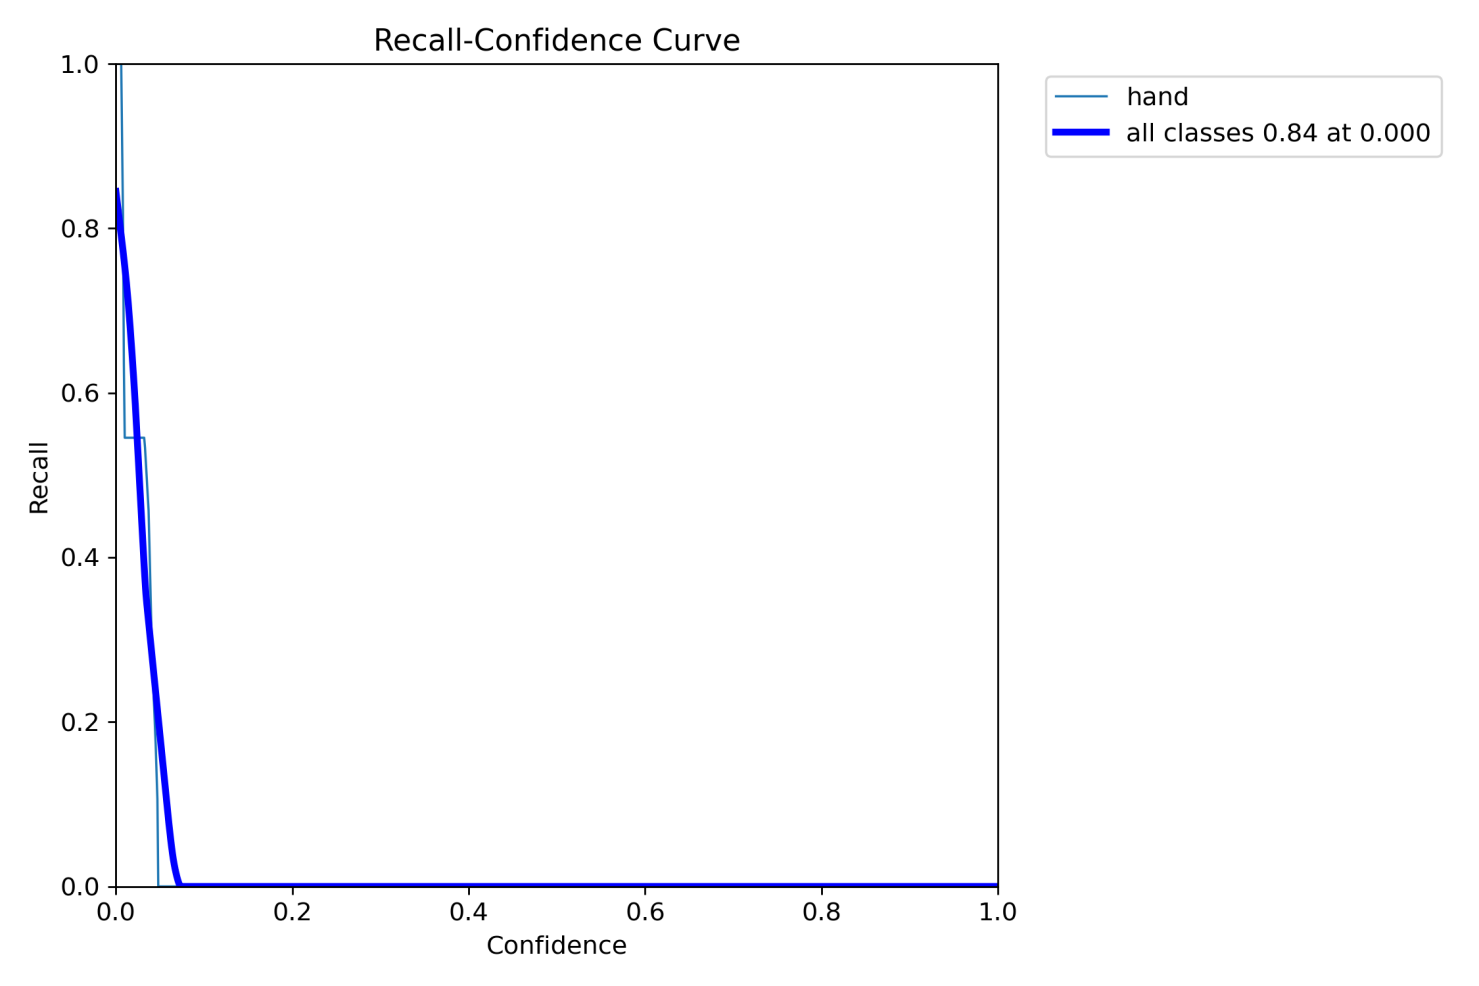 Recall-Confidence Curve
1.0
0.8
0.6
0.4
0.2
0.0
Recall
0.0 0.2 0.4 0.6 0.8 1.0
Confidence
hand
all classes 0.84 at 0.000